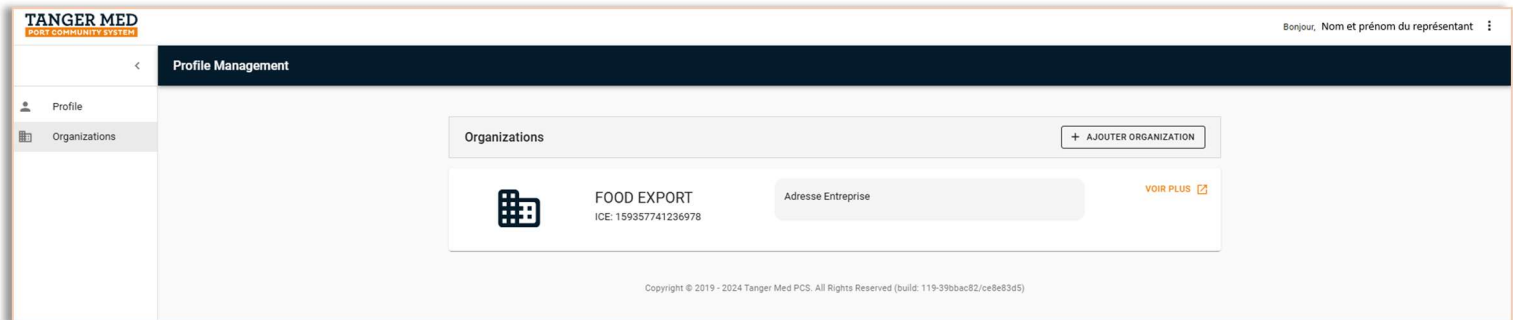 TANGER MED
PORT COMMUNITY SYSTEM
Bonjour, Nom et prénom du représentant
Profile Management
Profile
Organizations
Organizations
+ AJOUTER ORGANIZATION
FOOD EXPORT
ICE: 159357741236978
Adresse Entreprise
VOIR PLUS
Copyright © 2019 - 2024 Tanger Med PCS. All Rights Reserved (build: 119-39bbac82/ce8e83d5)